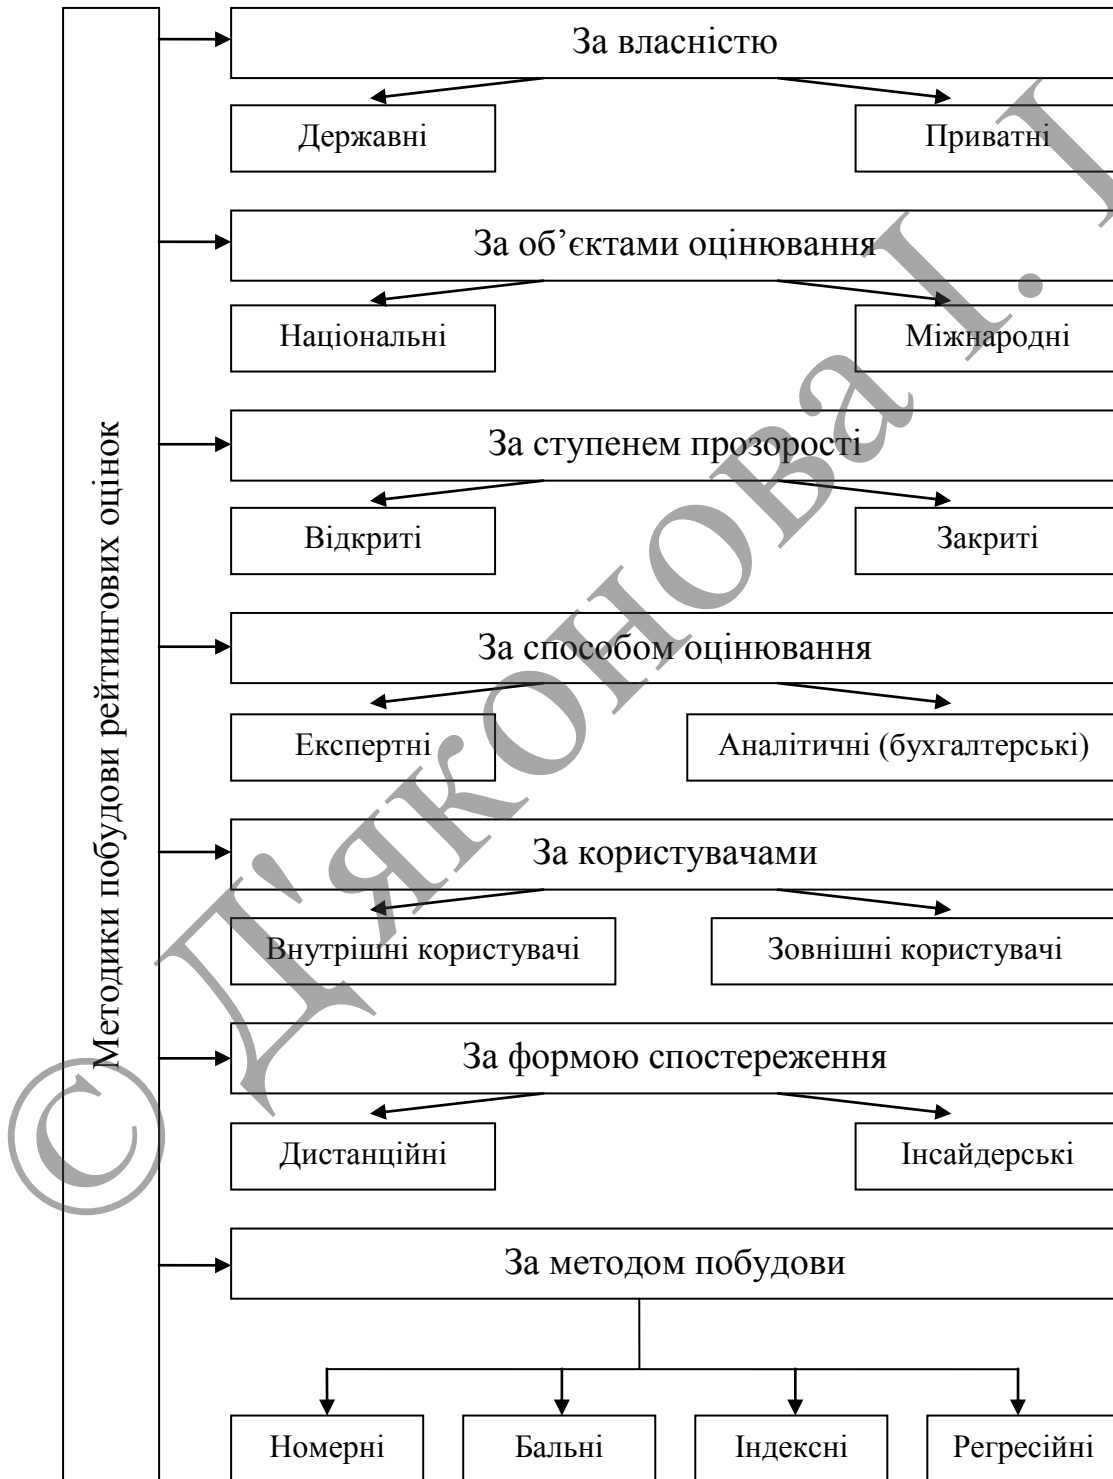 Методики побудови рейтингових оцінок
За власністю
Державні
Приватні
За об’єктами оцінювання
Національні
Міжнародні
За ступенем прозорості
Відкриті
Закриті
За способом оцінювання
Експертні
Аналітичні (бухгалтерські)
За користувачами
Внутрішні користувачі
Зовнішні користувачі
За формою спостереження
Дистанційні
Інсайдерські
За методом побудови
Номерні
Бальні
Індексні
Регресійні
© Д'яконова І. І